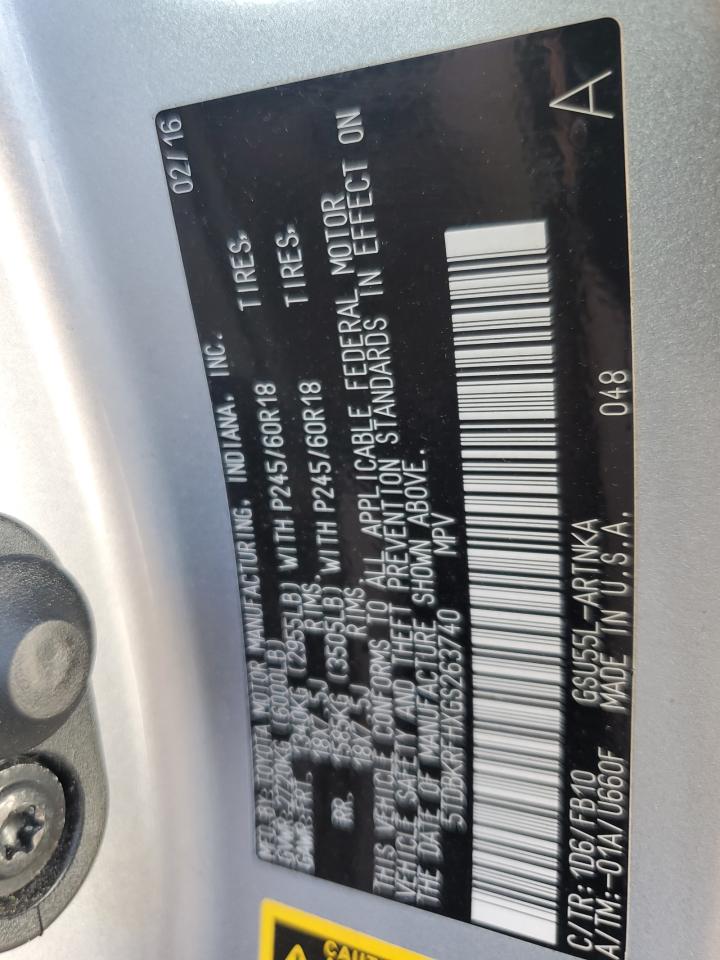 MFD. BY: TOYOTA MOTOR MANUFACTURING, INDIANA, INC. 02/16
GVWR: (6000LB)
GAWR: FRT. 1340KG (2955LB) WITH P245/60R18 TIRES,
18X7.5J RIMS.
RR. 1585KG (3505LB) WITH P245/60R18 TIRES,
18X7.5J RIMS.
THIS VEHICLE CONFORMS TO ALL APPLICABLE FEDERAL MOTOR
VEHICLE SAFETY AND THEFT PREVENTION STANDARDS IN EFFECT ON
THE DATE OF MANUFACTURE SHOWN ABOVE.
5TDBKRFHXGS263740 MPV
C/TR: 1D6/FB10 GSU55L-ARTNKA 048 A
A/TM:-01A/U660F MADE IN U.S.A.
CAUTION